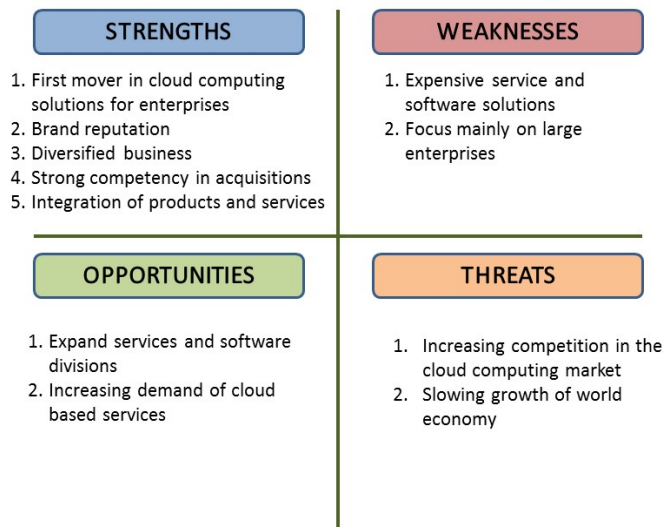 STRENGTHS
1. First mover in cloud computing
solutions for enterprises
2. Brand reputation
3. Diversified business
4. Strong competency in acquisitions
5. Integration of products and services
WEAKNESSES
1. Expensive service and
software solutions
2. Focus mainly on large
enterprises
OPPORTUNITIES
1. Expand services and software
divisions
2. Increasing demand of cloud
based services
THREATS
1. Increasing competition in the
cloud computing market
2. Slowing growth of world
economy